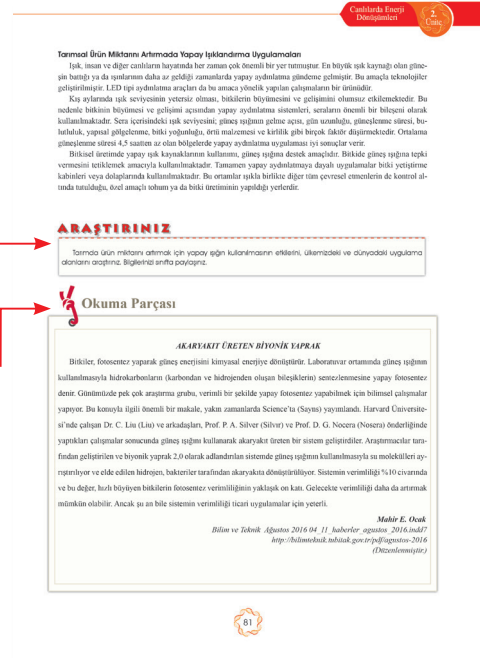 Canlılarda Enerji
Dönüşümleri
2.
Ünite
Tarımsal Ürün Miktarını Artırmada Yapay Işıklandırma Uygulamaları
Işık, insan ve diğer canlıların hayatında her zaman çok önemli bir yer tutmuştur. En büyük ışık kaynağı olan güne-
şin battığı ya da ışınlarının daha az geldiği zamanlarda yapay aydınlatma gündeme gelmiştir. Bu amaçla teknolojiler
geliştirilmiştir. LED tipi aydınlatma araçları da bu amaca yönelik yapılan çalışmaların bir ürünüdür.
Kış aylarında ışık seviyesinin yetersiz olması, bitkilerin büyümesini ve gelişimini olumsuz etkilemektedir. Bu
nedenle bitkinin büyümesi ve gelişimi açısından yapay aydınlatma sistemleri, seraların önemli bir bileşeni olarak
kullanılmaktadır. Sera içerisindeki ışık seviyesini; güneş ışığının gelme açısı, gün uzunluğu, güneşlenme süresi, bu-
lutluluk, yapısal gölgelenme, bitki yoğunluğu, örtü malzemesi ve kirlilik gibi birçok faktör düşürmektedir. Ortalama
güneşlenme süresi 4,5 saatten az olan bölgelerde yapay aydınlatma uygulaması iyi sonuçlar verir.
Bitkisel üretimde yapay ışık kaynaklarının kullanımı, güneş ışığına destek amaçlıdır. Bitkide güneş ışığına tepki
vermesini tetiklemek amacıyla kullanılmaktadır. Tamamen yapay aydınlatmaya dayalı uygulamalar bitki yetiştirme
kabinleri veya dolaplarında kullanılmaktadır. Bu ortamlar ışıkla birlikte diğer tüm çevresel etmenlerin de kontrol al-
tında tutulduğu, özel amaçlı tohum ya da bitki üretiminin yapıldığı yerlerdir.
ARAŞTIRINIZ
Tarımda ürün miktarını artırmak için yapay ışığın kullanılmasının etkilerini, ülkemizdeki ve dünyadaki uygulama
alanlarını araştırınız. Bilgilerinizi sınıfta paylaşınız.
Okuma Parçası
AKARYAKIT ÜRETEN BİYONİK YAPRAK
Bitkiler, fotosentez yaparak güneş enerjisini kimyasal enerjiye dönüştürür. Laboratuvar ortamında güneş ışığının
kullanılmasıyla hidrokarbonların (karbondan ve hidrojenden oluşan bileşiklerin) sentezlenmesine yapay fotosentez
denir. Günümüzde pek çok araştırma grubu, verimli bir şekilde yapay fotosentez yapabilmek için bilimsel çalışmalar
yapıyor. Bu konuyla ilgili önemli bir makale, yakın zamanlarda Science'ta (Sayns) yayımlandı. Harvard Üniversite-
si'nde çalışan Dr. C. Liu (Liu) ve arkadaşları, Prof. P. A. Silver (Silvır) ve Prof. D. G. Nocera (Nosera) önderliğinde
yaptıkları çalışmalar sonucunda güneş ışığını kullanarak akaryakıt üreten bir sistem geliştirdiler. Araştırmacılar tara-
fından geliştirilen ve biyonik yaprak 2,0 olarak adlandırılan sistemde güneş ışığının kullanılmasıyla su molekülleri ay-
rıştırılıyor ve elde edilen hidrojen, bakteriler tarafından akaryakıta dönüştürülüyor. Sistemin verimliliği %10 civarında
ve bu değer, hızlı büyüyen bitkilerin fotosentez verimliliğinin yaklaşık on katı. Gelecekte verimliliği daha da artırmak
mümkün olabilir. Ancak şu an bile sistemin verimliliği ticari uygulamalar için yeterli.
Mahir E. Ocak
Bilim ve Teknik Ağustos 2016 04_11_haberler_agustos_2016.indd7
http://bilimteknik.tubitak.gov.tr/pdf/agustos-2016
(Düzenlenmiştir.)
81